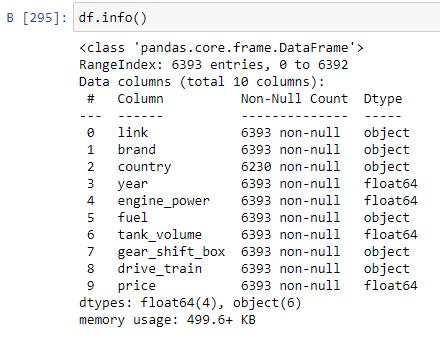 В [295]: df.info()
<class 'pandas.core.frame.DataFrame'>
RangeIndex: 6393 entries, 0 to 6392
Data columns (total 10 columns):
 #   Column          Non-Null Count  Dtype
---  ------          --------------  -----
 0   link            6393 non-null   object
 1   brand           6393 non-null   object
 2   country         6230 non-null   object
 3   year            6393 non-null   float64
 4   engine_power    6393 non-null   float64
 5   fuel            6393 non-null   object
 6   tank_volume     6393 non-null   float64
 7   gear_shift_box  6393 non-null   object
 8   drive_train     6393 non-null   object
 9   price           6393 non-null   float64
dtypes: float64(4), object(6)
memory usage: 499.6+ KB